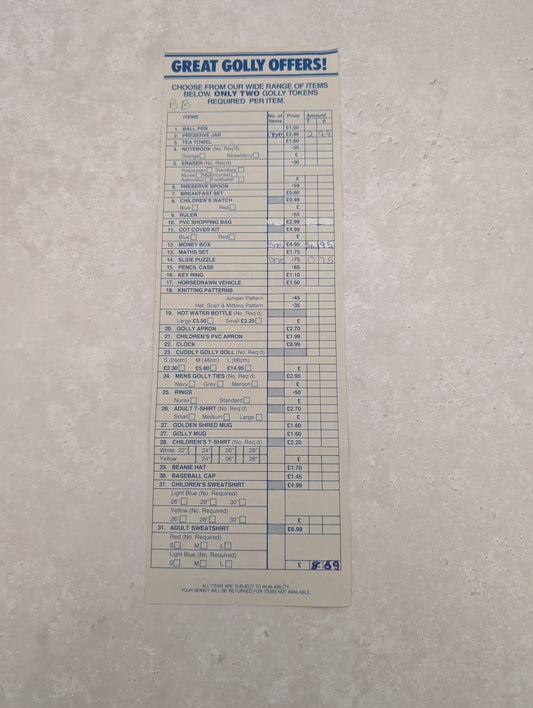 GREAT GOLLY OFFERS!
CHOOSE FROM OUR WIDE RANGE OF ITEMS
BELOW. ONLY TWO GOLLY TOKENS
REQUIRED PER ITEM.
BB
ITEMS No. of Items Price Amount £ p
1. BALL PEN £1.60
2. PRESERVE JAR £2.99 2 99
3. TEA TOWEL £1.60
4. NOTEBOOK (No. Req'd) ·35
Orange Strawberry £
5. ERASER (No. Req'd) ·30
Policeman Standard
Nurse Motorcyclist
Astronaut Footballer £
6. PRESERVE SPOON ·59
7. BREAKFAST SET £5.60
8. CHILDREN'S WATCH £9.99
Blue Red £
9. RULER ·55
10. PVC SHOPPING BAG £2.99
11. COT COVER KIT £4.99
Blue Red £
12. MONEY BOX one £4.95 4 95
13. MATHS SET £1.75
14. SLIDE PUZZLE one ·75 0 75
15. PENCIL CASE ·65
16. KEY RING £1.10
17. HORSEDRAWN VEHICLE £1.50
18. KNITTING PATTERNS
Jumper Pattern ·45
Hat, Scarf & Mittens Pattern ·35
19. HOT WATER BOTTLE (No. Req'd)
Large £3.50 Small £2.25 £
20. GOLLY APRON £2.70
21. CHILDREN'S PVC APRON £1.99
22. CLOCK £8.99
23. CUDDLY GOLLY DOLL (No. Req'd)
S (24cm) M (48cm) L (88cm)
£2.30 £5.80 £14.95 £
24. MENS GOLLY TIES (No. Req'd) £2.95
Navy Grey Maroon £
25. RINGS ·50
Nurse Standard £
26. ADULT T-SHIRT (No. Req'd) £2.70
Small Medium Large £
27. GOLDEN SHRED MUG £1.60
27. GOLLY MUG £1.60
28. CHILDREN'S T-SHIRT (No. Req'd) £2.20
White 22" 24" 26" 28"
Yellow 24" 26" 28" £
29. BEANIE HAT £1.70
30. BASEBALL CAP £1.45
31. CHILDREN'S SWEATSHIRT £4.99
Light Blue (No. Required)
26" 28" 30"
Yellow (No. Required)
26" 28" 30" £
31. ADULT SWEATSHIRT £6.99
Red (No. Required)
S M L
Light Blue (No. Required)
S M L £ 8 69
ALL ITEMS ARE SUBJECT TO AVAILABILITY.
YOUR MONEY WILL BE RETURNED FOR ITEMS NOT AVAILABLE.